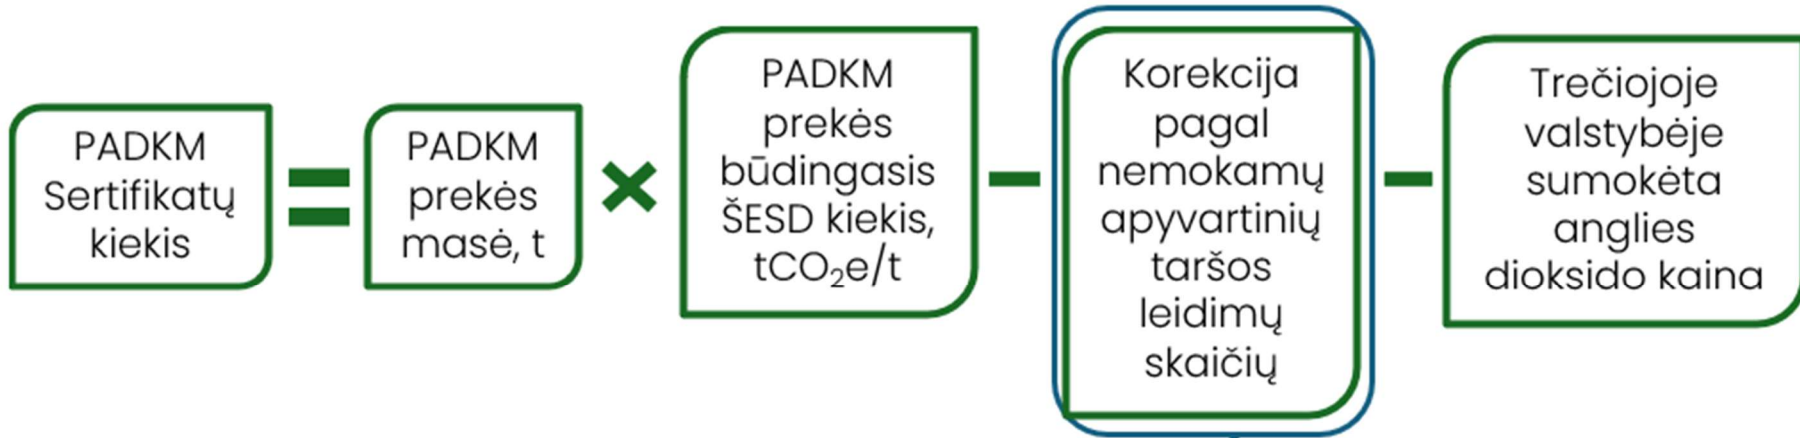 PADKM
Sertifikatų
kiekis
=
PADKM
prekės
masė, t
×
PADKM
prekės
būdingasis
ŠESD kiekis,
tCO₂e/t
–
Korekcija
pagal
nemokamų
apyvartinių
taršos
leidimų
skaičių
–
Trečiojoje
valstybėje
sumokėta
anglies
dioksido kaina